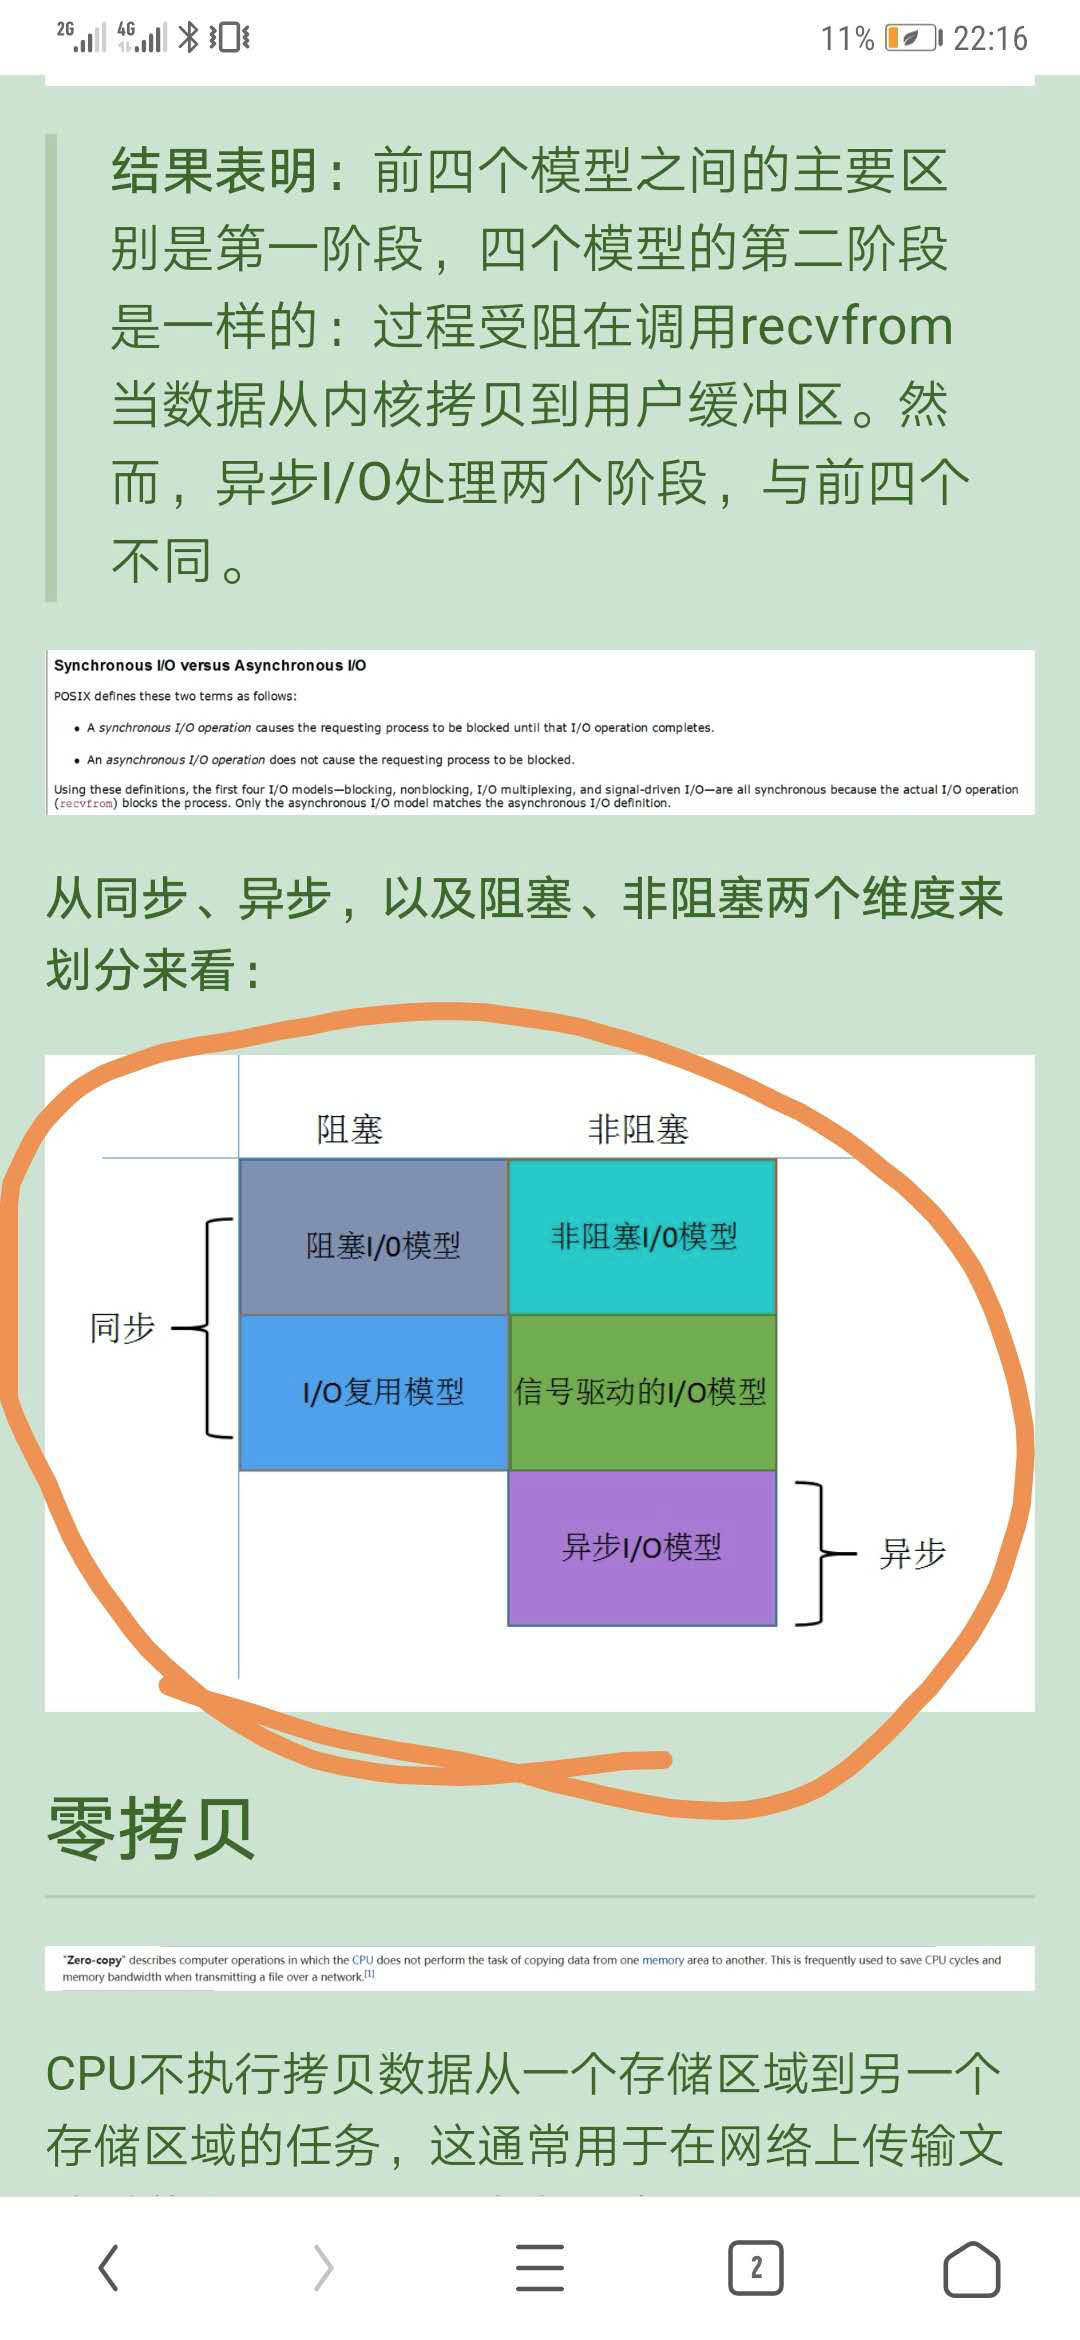 2G 4G 11% 22:16
结果表明：前四个模型之间的主要区
别是第一阶段，四个模型的第二阶段
是一样的：过程受阻在调用recvfrom
当数据从内核拷贝到用户缓冲区。然
而，异步I/O处理两个阶段，与前四个
不同。
Synchronous I/O versus Asynchronous I/O
POSIX defines these two terms as follows:
• A synchronous I/O operation causes the requesting process to be blocked until that I/O operation completes.
• An asynchronous I/O operation does not cause the requesting process to be blocked.
Using these definitions, the first four I/O models—blocking, nonblocking, I/O multiplexing, and signal-driven I/O—are all synchronous because the actual I/O operation
(recvfrom) blocks the process. Only the asynchronous I/O model matches the asynchronous I/O definition.
从同步、异步，以及阻塞、非阻塞两个维度来
划分来看：
阻塞 非阻塞
阻塞I/0模型 非阻塞I/0模型
同步
I/O复用模型 信号驱动的I/O模型
异步I/O模型 异步
零拷贝
"Zero-copy" describes computer operations in which the CPU does not perform the task of copying data from one memory area to another. This is frequently used to save CPU cycles and
memory bandwidth when transmitting a file over a network.[1]
CPU不执行拷贝数据从一个存储区域到另一个
存储区域的任务，这通常用于在网络上传输文
2